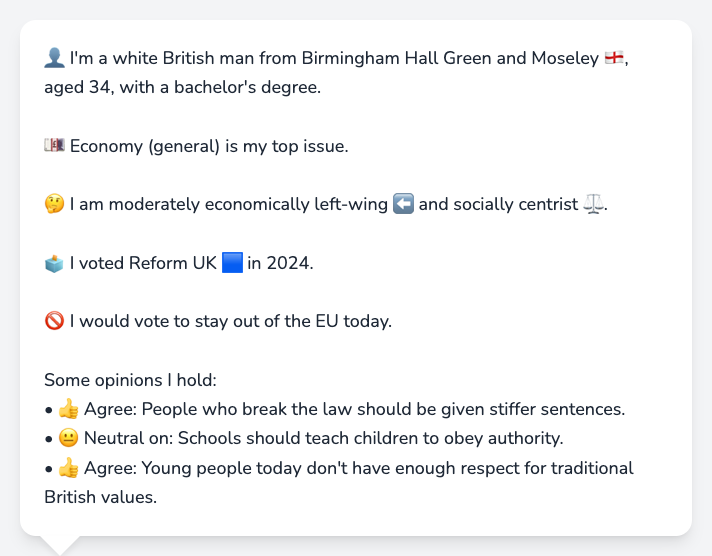 👤 I'm a white British man from Birmingham Hall Green and Moseley 🏴󠁧󠁢󠁥󠁮󠁧󠁿,
aged 34, with a bachelor's degree.
💷 Economy (general) is my top issue.
🤔 I am moderately economically left-wing ⬅️ and socially centrist ⚖️.
🗳️ I voted Reform UK 🟦 in 2024.
🚫 I would vote to stay out of the EU today.
Some opinions I hold:
• 👍 Agree: People who break the law should be given stiffer sentences.
• 😐 Neutral on: Schools should teach children to obey authority.
• 👍 Agree: Young people today don't have enough respect for traditional
British values.